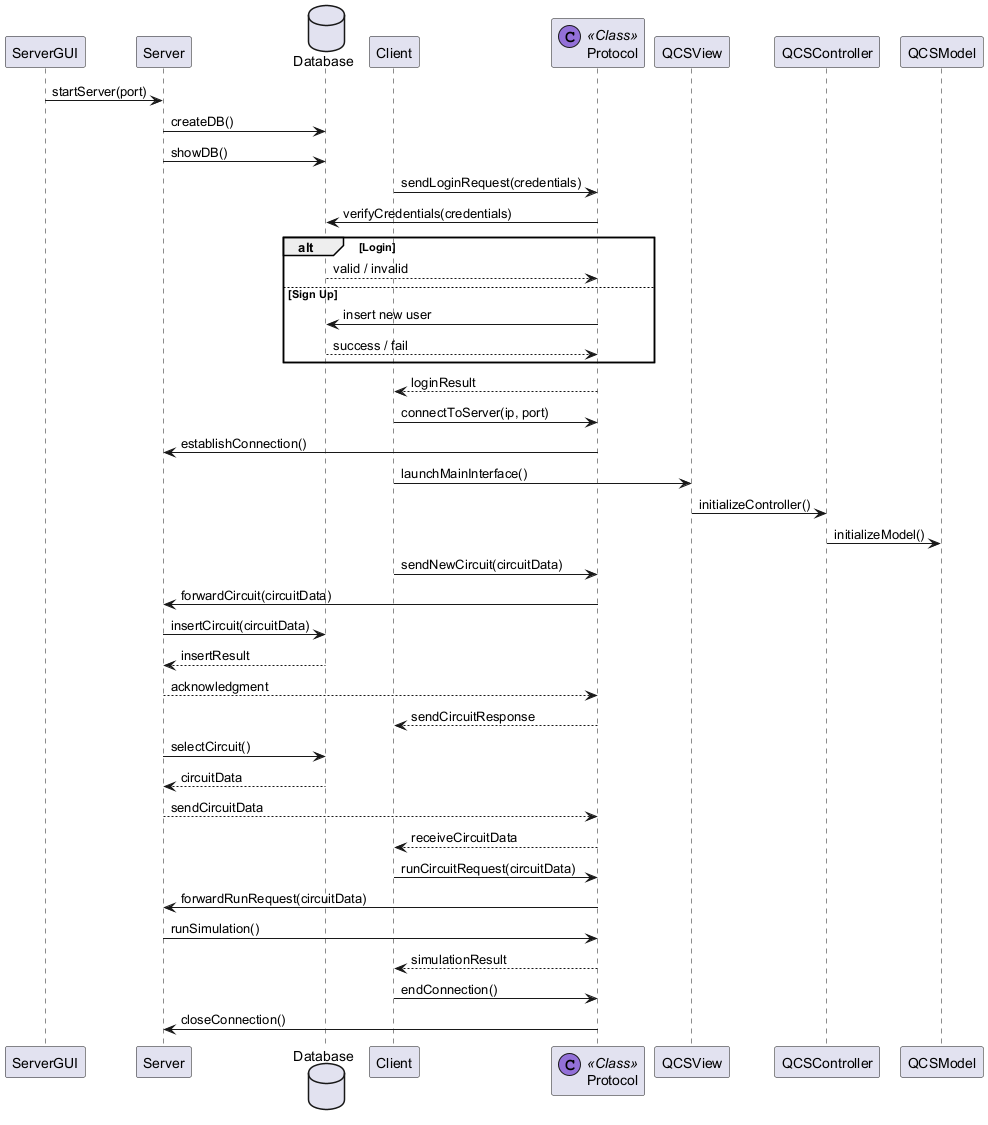 ServerGUI
Server
Database
Client
C
«Class»
Protocol
QCSView
QCSController
QCSModel
startServer(port)
createDB()
showDB()
sendLoginRequest(credentials)
verifyCredentials(credentials)
alt [Login]
valid / invalid
[Sign Up]
insert new user
success / fail
loginResult
connectToServer(ip, port)
establishConnection()
launchMainInterface()
initializeController()
initializeModel()
sendNewCircuit(circuitData)
forwardCircuit(circuitData)
insertCircuit(circuitData)
insertResult
acknowledgment
sendCircuitResponse
selectCircuit()
circuitData
sendCircuitData
receiveCircuitData
runCircuitRequest(circuitData)
forwardRunRequest(circuitData)
runSimulation()
simulationResult
endConnection()
closeConnection()
ServerGUI
Server
Database
Client
C
«Class»
Protocol
QCSView
QCSController
QCSModel